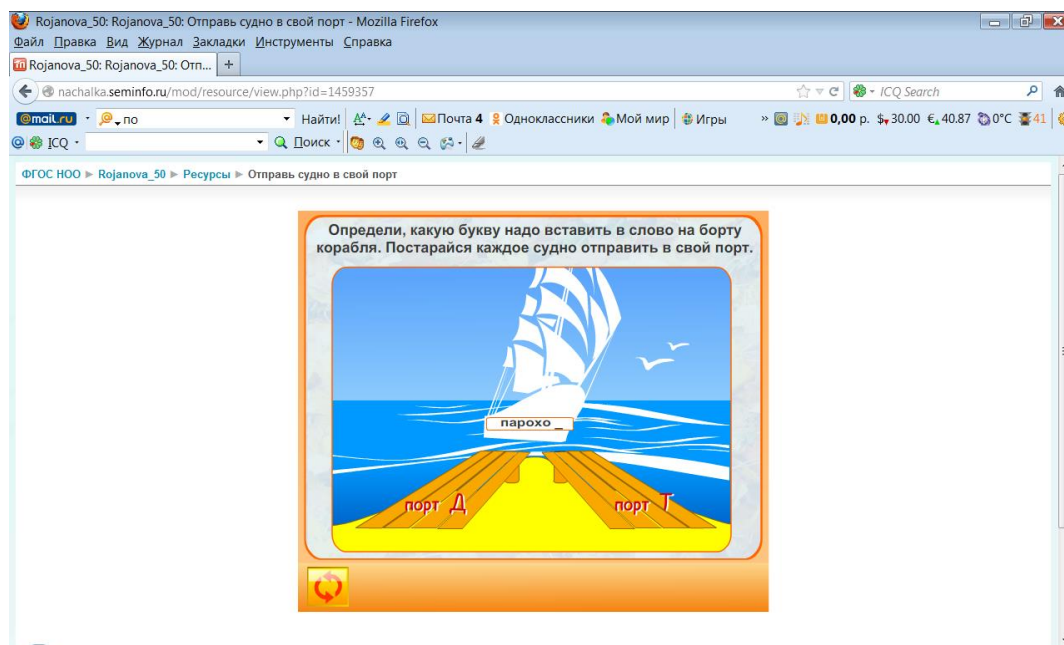 Rojanova_50: Rojanova_50: Отправь судно в свой порт - Mozilla Firefox
Файл Правка Вид Журнал Закладки Инструменты Справка
Rojanova_50: Rojanova_50: Отп... +
nachalka.seminfo.ru/mod/resource/view.php?id=1459357 ICQ Search
@mail.ru по Найти! Почта 4 Одноклассники Мой мир Игры » 0,00 р. $ 30.00 € 40.87 0°C 41
ICQ Поиск
ФГОС НОО ► Rojanova_50 ► Ресурсы ► Отправь судно в свой порт
Определи, какую букву надо вставить в слово на борту
корабля. Постарайся каждое судно отправить в свой порт.
парохо _
порт Д порт Т